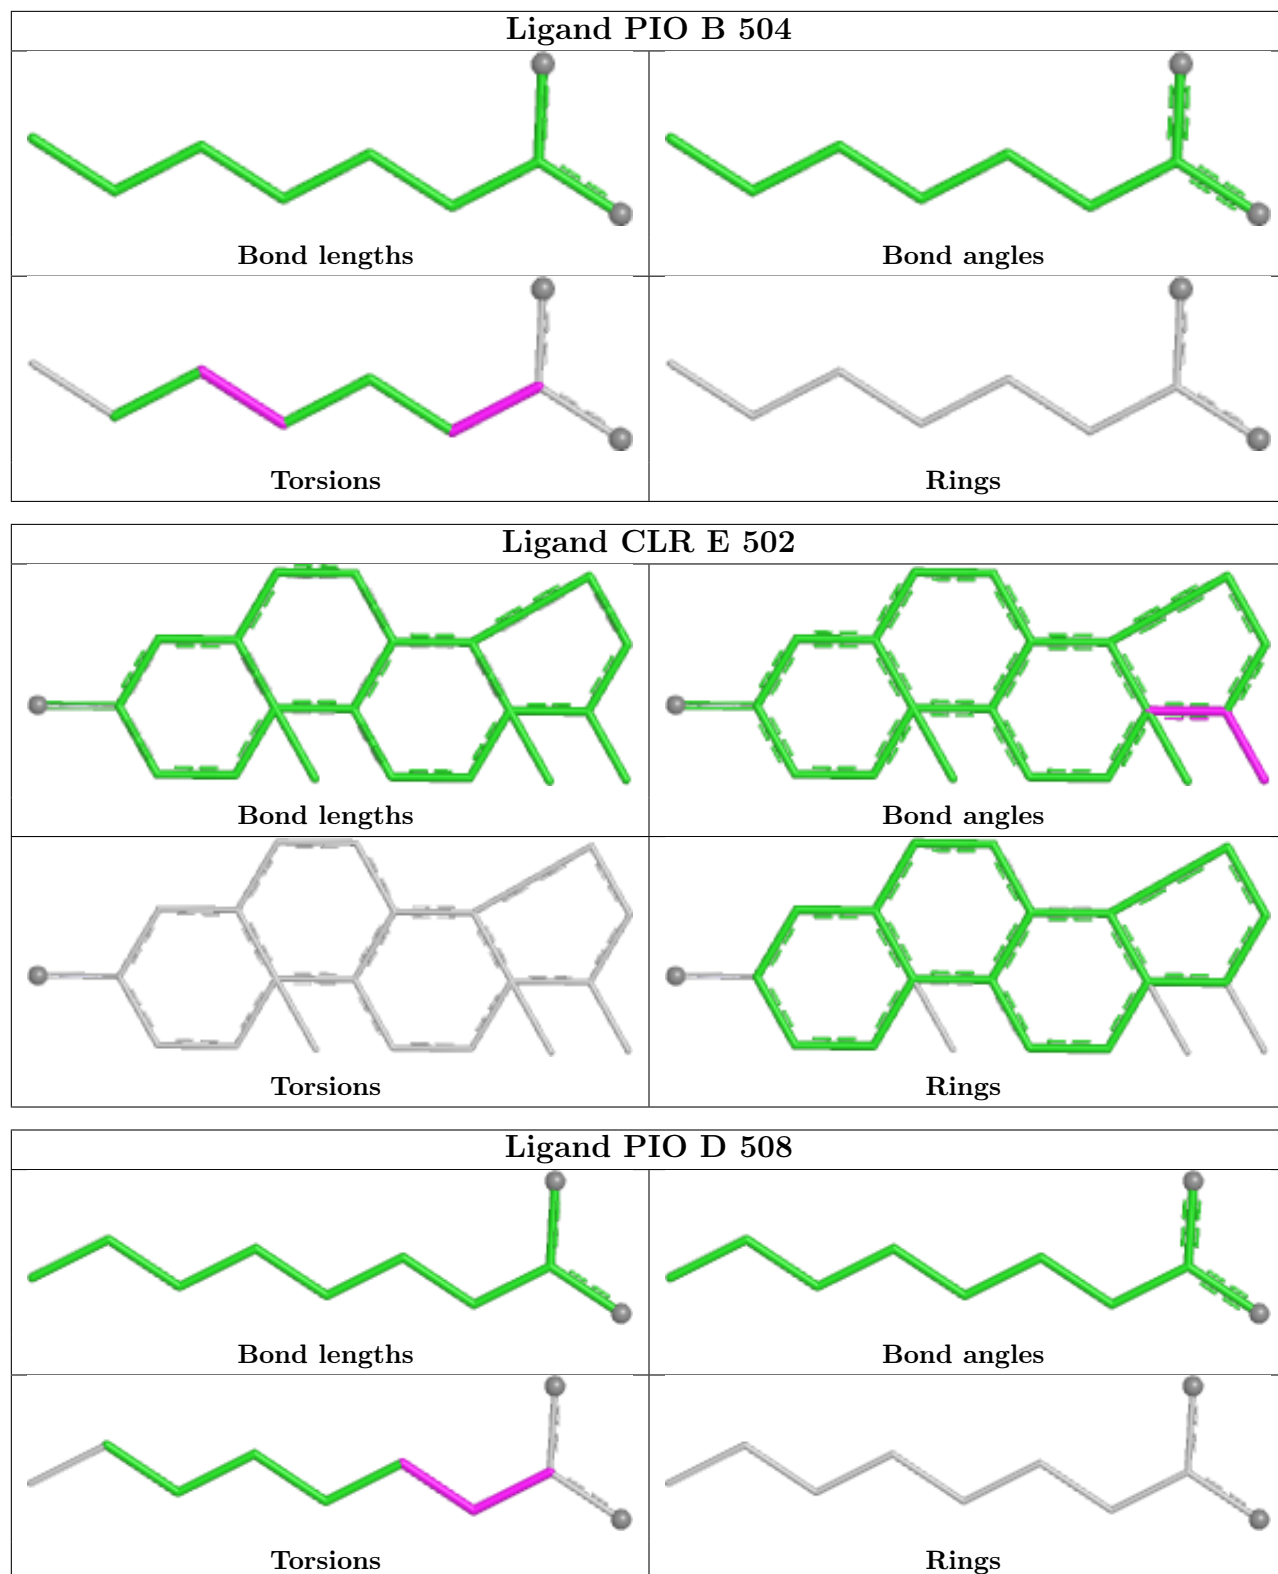 Ligand PIO B 504
Bond lengths
Bond angles
Torsions
Rings
Ligand CLR E 502
Bond lengths
Bond angles
Torsions
Rings
Ligand PIO D 508
Bond lengths
Bond angles
Torsions
Rings